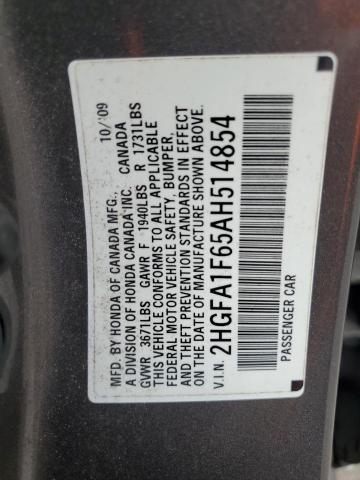 MFD. BY HONDA OF CANADA MFG., 10/09
A DIVISION OF HONDA CANADA INC. CANADA
GVWR 3671LBS GAWR F 1940LBS R 1731LBS
THIS VEHICLE CONFORMS TO ALL APPLICABLE
FEDERAL MOTOR VEHICLE SAFETY, BUMPER,
AND THEFT PREVENTION STANDARDS IN EFFECT
ON THE DATE OF MANUFACTURE SHOWN ABOVE.
V.I.N. 2HGFA1F65AH514854
PASSENGER CAR